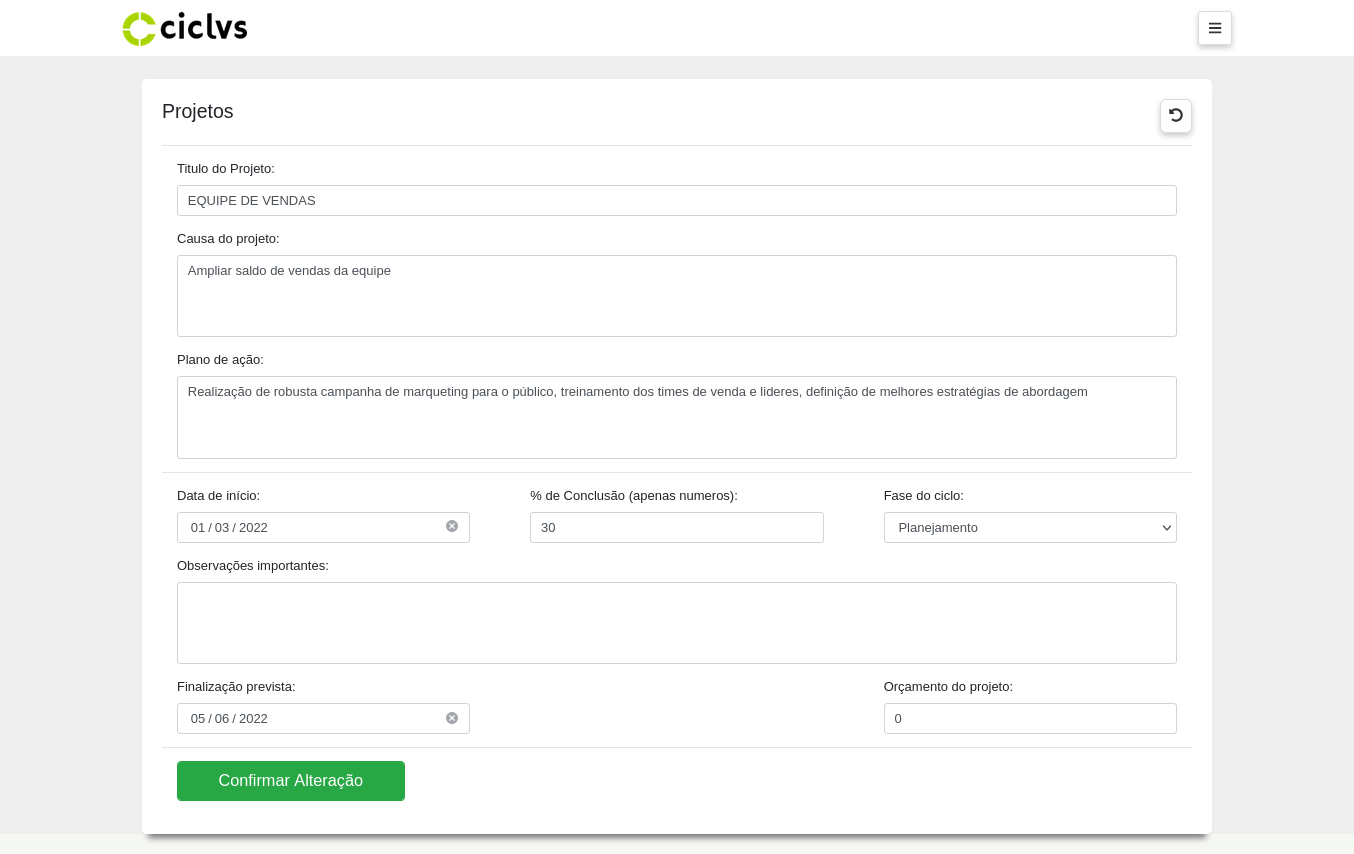 ciclvs
Projetos
Titulo do Projeto:
EQUIPE DE VENDAS
Causa do projeto:
Ampliar saldo de vendas da equipe
Plano de ação:
Realização de robusta campanha de marqueting para o público, treinamento dos times de venda e lideres, definição de melhores estratégias de abordagem
Data de início: % de Conclusão (apenas numeros): Fase do ciclo:
01 / 03 / 2022 30 Planejamento
Observações importantes:
Finalização prevista: Orçamento do projeto:
05 / 06 / 2022 0
Confirmar Alteração